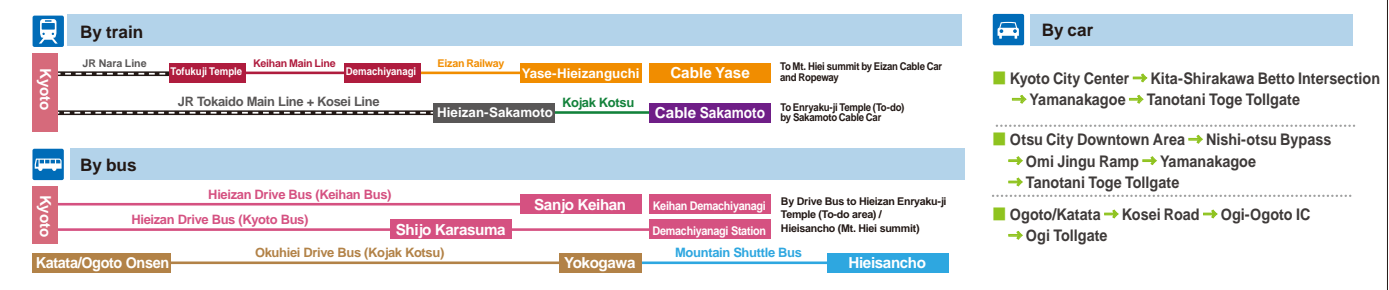 By train
Kyoto
JR Nara Line
Tofukuji Temple
Keihan Main Line
Demachiyanagi
Eizan Railway
Yase-Hieizanguchi
Cable Yase
To Mt. Hiei summit by Eizan Cable Car
and Ropeway
JR Tokaido Main Line + Kosei Line
Hieizan-Sakamoto
Kojak Kotsu
Cable Sakamoto
To Enryaku-ji Temple (To-do)
by Sakamoto Cable Car
By bus
Kyoto
Hieizan Drive Bus (Keihan Bus)
Sanjo Keihan
Keihan Demachiyanagi
Hieizan Drive Bus (Kyoto Bus)
Shijo Karasuma
Demachiyanagi Station
By Drive Bus to Hieizan Enryaku-ji
Temple (To-do area) /
Hieisancho (Mt. Hiei summit)
Katata/Ogoto Onsen
Okuhiei Drive Bus (Kojak Kotsu)
Yokogawa
Mountain Shuttle Bus
Hieisancho
By car
Kyoto City Center → Kita-Shirakawa Betto Intersection
→ Yamanakagoe → Tanotani Toge Tollgate
Otsu City Downtown Area → Nishi-otsu Bypass
→ Omi Jingu Ramp → Yamanakagoe
→ Tanotani Toge Tollgate
Ogoto/Katata → Kosei Road → Ogi-Ogoto IC
→ Ogi Tollgate